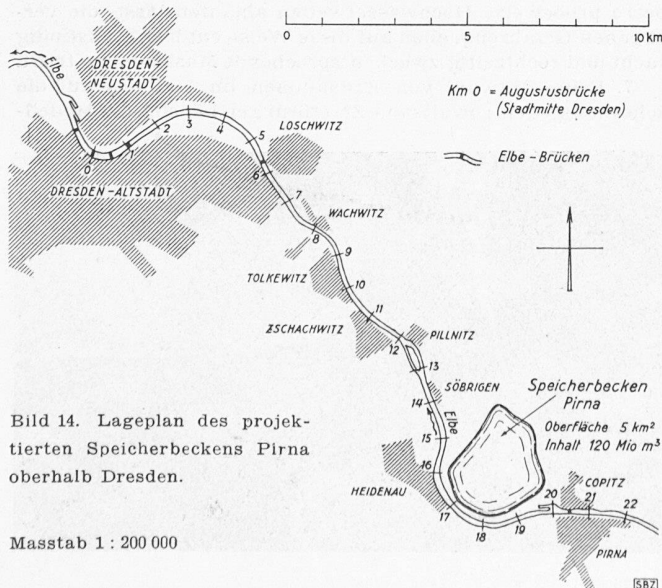 0 5 10 km
Km 0 = Augustusbrücke
(Stadtmitte Dresden)
Elbe-Brücken
Elbe
DRESDEN-
NEUSTADT
DRESDEN-ALTSTADT
0
1
2
3
4
5
LOSCHWITZ
6
7
WACHWITZ
8
9
TOLKEWITZ
10
11
ZSCHACHWITZ
12
PILLNITZ
13
SÖBRIGEN
14
Elbe
15
16
HEIDENAU
17
18
19
20
21
22
Speicherbecken
Pirna
Oberfläche 5 km²
Inhalt 120 Mio m³
COPITZ
PIRNA
Bild 14. Lageplan des projek-
tierten Speicherbeckens Pirna
oberhalb Dresden.
Masstab 1 : 200 000
SBZ